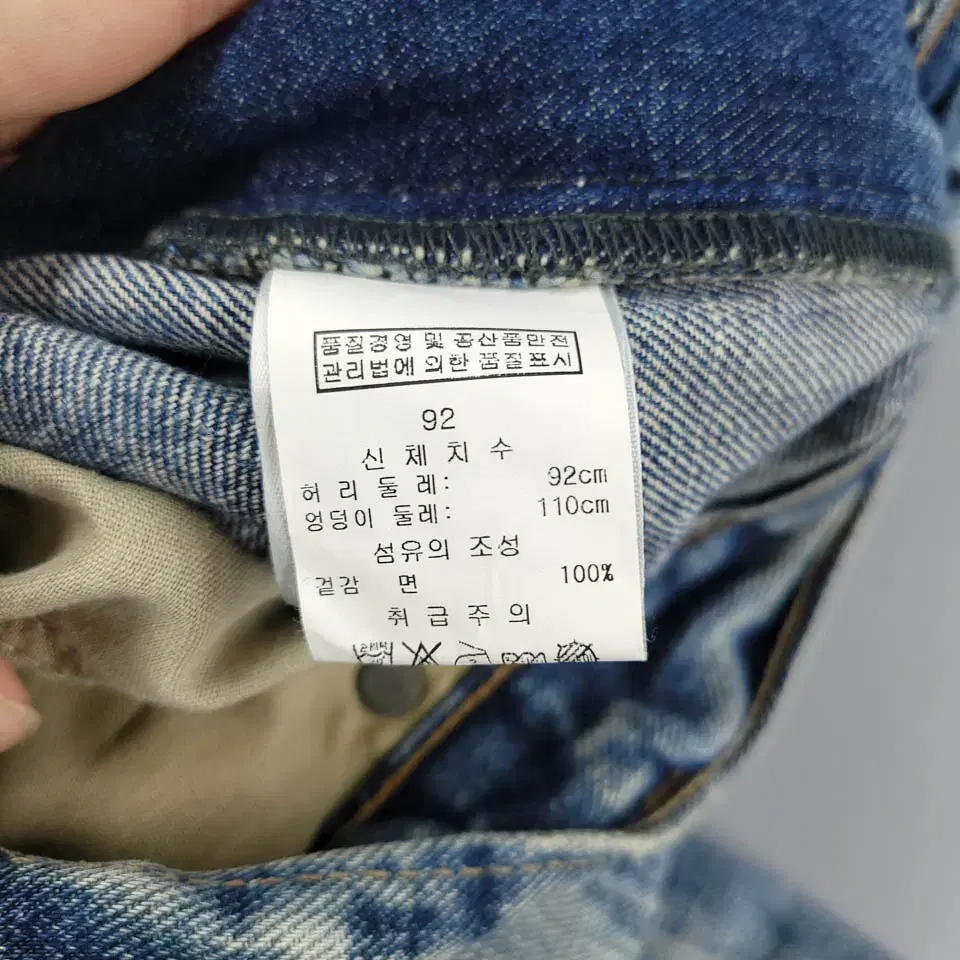 품질경영 및 공산품안전
관리법에 의한 품질표시
92
신 체 치 수
허 리 둘 레: 92cm
엉덩이 둘레: 110cm
섬유의 조성
겉감 면 100%
취 급 주 의